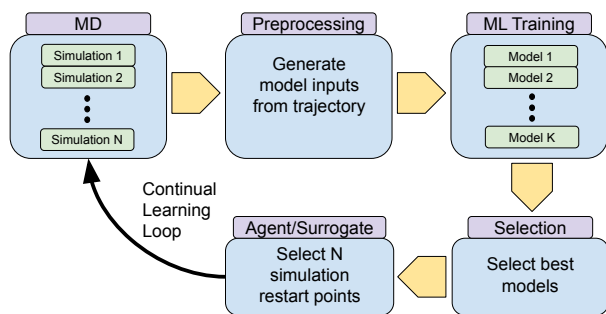 MD
Simulation 1
Simulation 2
Simulation N
Preprocessing
Generate
model inputs
from trajectory
ML Training
Model 1
Model 2
Model K
Selection
Select best
models
Agent/Surrogate
Select N
simulation
restart points
Continual
Learning
Loop